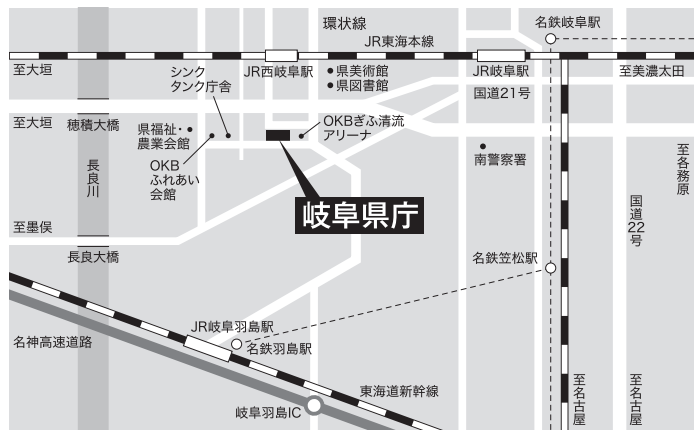 環状線
名鉄岐阜駅
JR東海本線
至大垣
シンク
タンク庁舎
JR西岐阜駅
●県美術館
●県図書館
JR岐阜駅
至美濃太田
国道21号
至大垣
穂積大橋
県福祉・
農業会館
OKB
ふれあい
会館
OKBぎふ清流
アリーナ
南警察署
至各務原
長良川
岐阜県庁
国道22号
至墨俣
長良大橋
名鉄笠松駅
JR岐阜羽島駅
名鉄羽島駅
名神高速道路
東海道新幹線
岐阜羽島IC
至名古屋
至名古屋